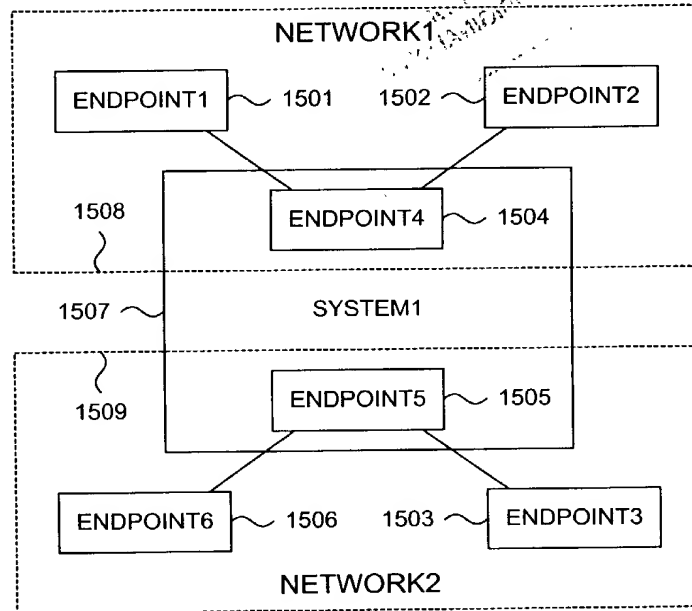 NETWORK1
ENDPOINT1 1501 1502 ENDPOINT2
1508 ENDPOINT4 1504
1507 SYSTEM1
1509 ENDPOINT5 1505
ENDPOINT6 1506 1503 ENDPOINT3
NETWORK2